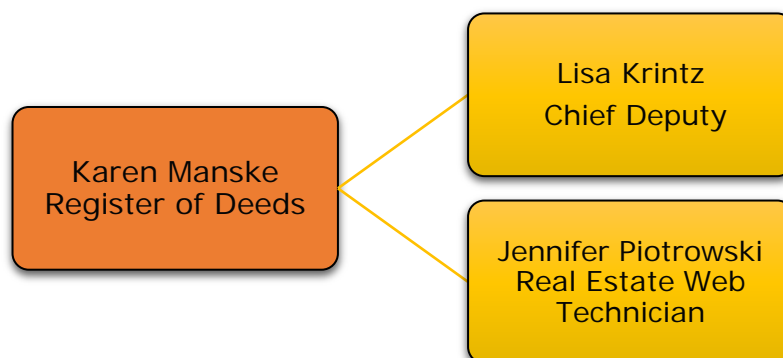 Karen Manske
Register of Deeds
Lisa Krintz
Chief Deputy
Jennifer Piotrowski
Real Estate Web
Technician